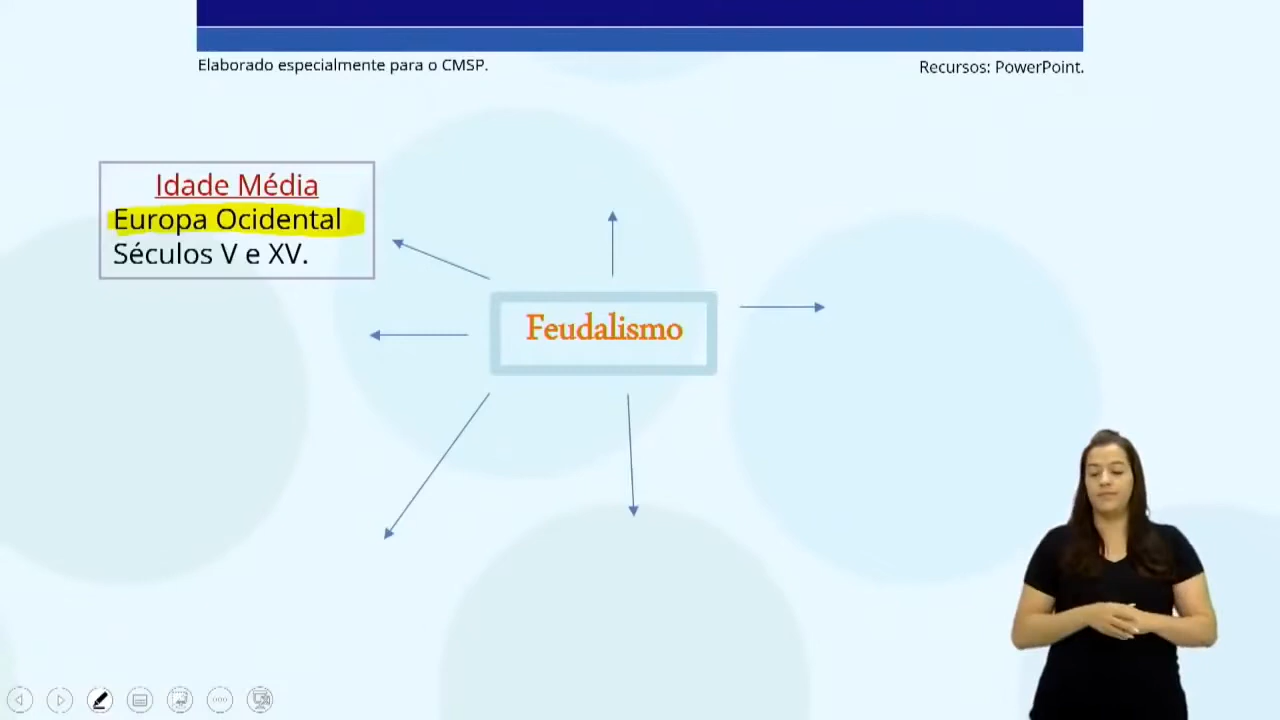 Elaborado especialmente para o CMSP.
Recursos: PowerPoint.
Idade Média
Europa Ocidental
Séculos V e XV.
Feudalismo